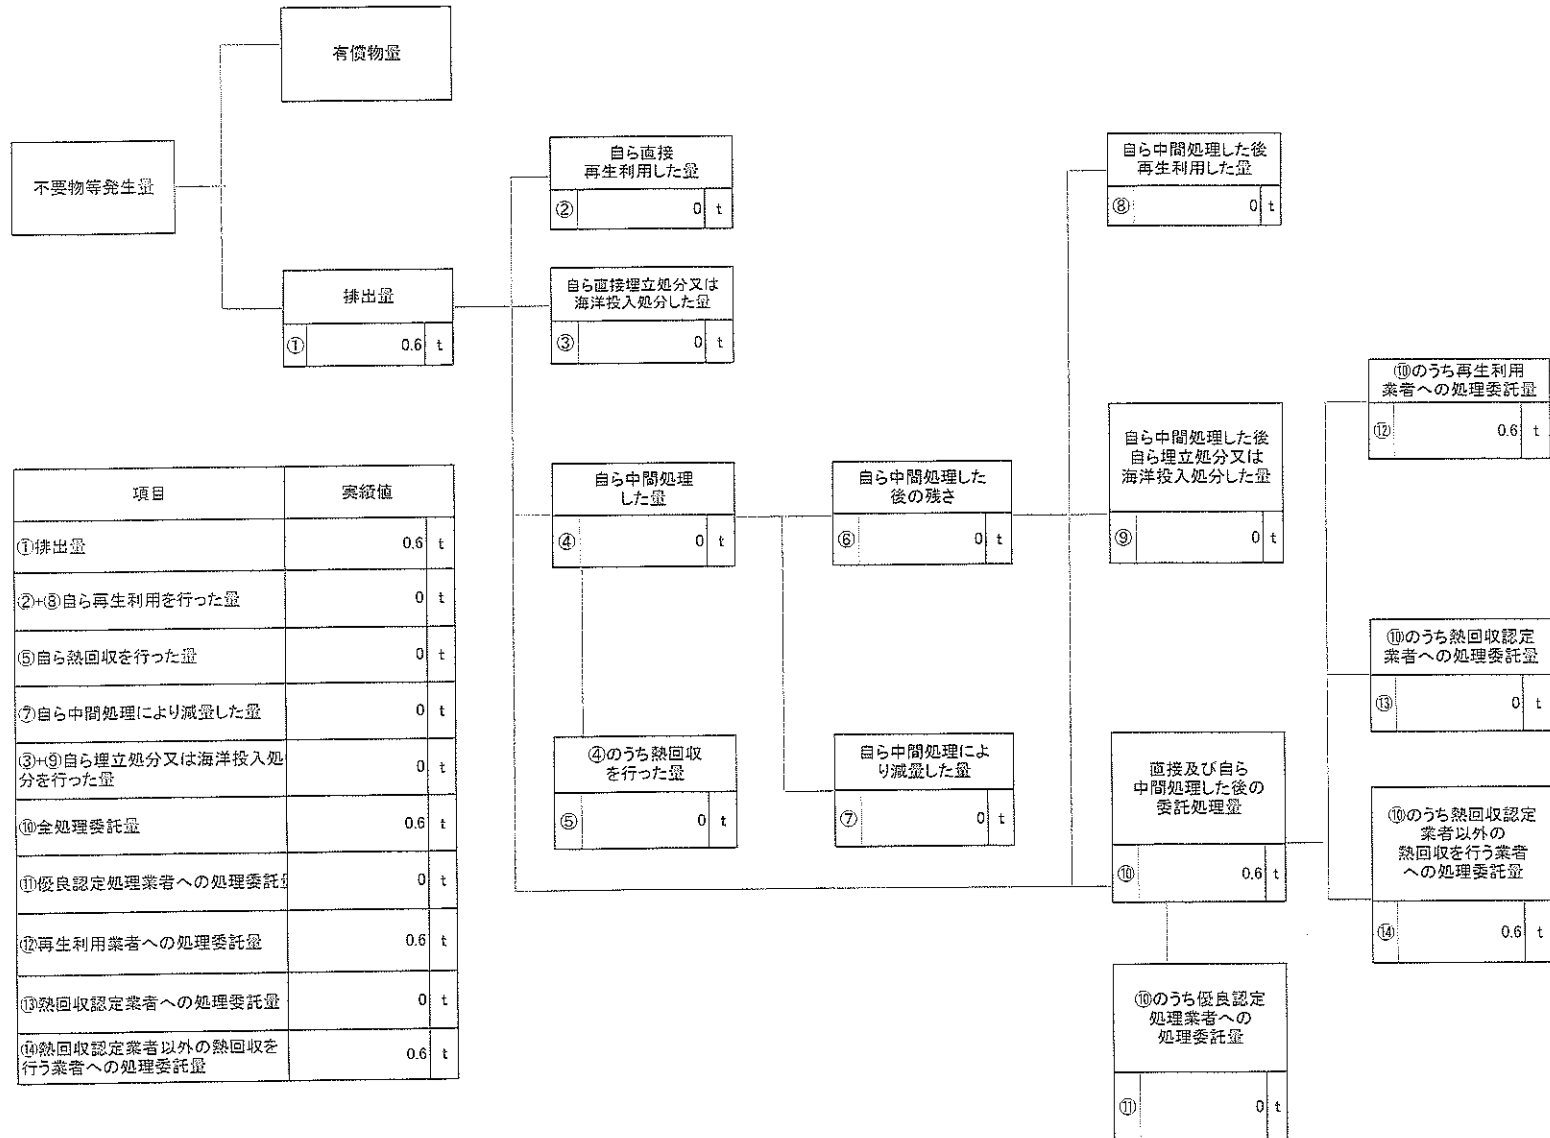 有償物量
不要物等発生量
排出量
① 0.6 t
自ら直接
再生利用した量
② 0 t
自ら直接埋立処分又は
海洋投入処分した量
③ 0 t
自ら中間処理
した量
④ 0 t
④のうち熱回収
を行った量
⑤ 0 t
自ら中間処理した
後の残さ
⑥ 0 t
自ら中間処理によ
り減量した量
⑦ 0 t
自ら中間処理した後
再生利用した量
⑧ 0 t
自ら中間処理した後
自ら埋立処分又は
海洋投入処分した量
⑨ 0 t
直接及び自ら
中間処理した後の
委託処理量
⑩ 0.6 t
⑩のうち優良認定
処理業者への
処理委託量
⑪ 0 t
⑩のうち再生利用
業者への処理委託量
⑫ 0.6 t
⑩のうち熱回収認定
業者への処理委託量
⑬ 0 t
⑩のうち熱回収認定
業者以外の
熱回収を行う業者
への処理委託量
⑭ 0.6 t
項目 実績値
①排出量 0.6 t
②+⑧自ら再生利用を行った量 0 t
⑤自ら熱回収を行った量 0 t
⑦自ら中間処理により減量した量 0 t
③+⑨自ら埋立処分又は海洋投入処
分を行った量 0 t
⑩全処理委託量 0.6 t
⑪優良認定処理業者への処理委託 0 t
⑫再生利用業者への処理委託量 0.6 t
⑬熱回収認定業者への処理委託量 0 t
⑭熱回収認定業者以外の熱回収を
行う業者への処理委託量 0.6 t